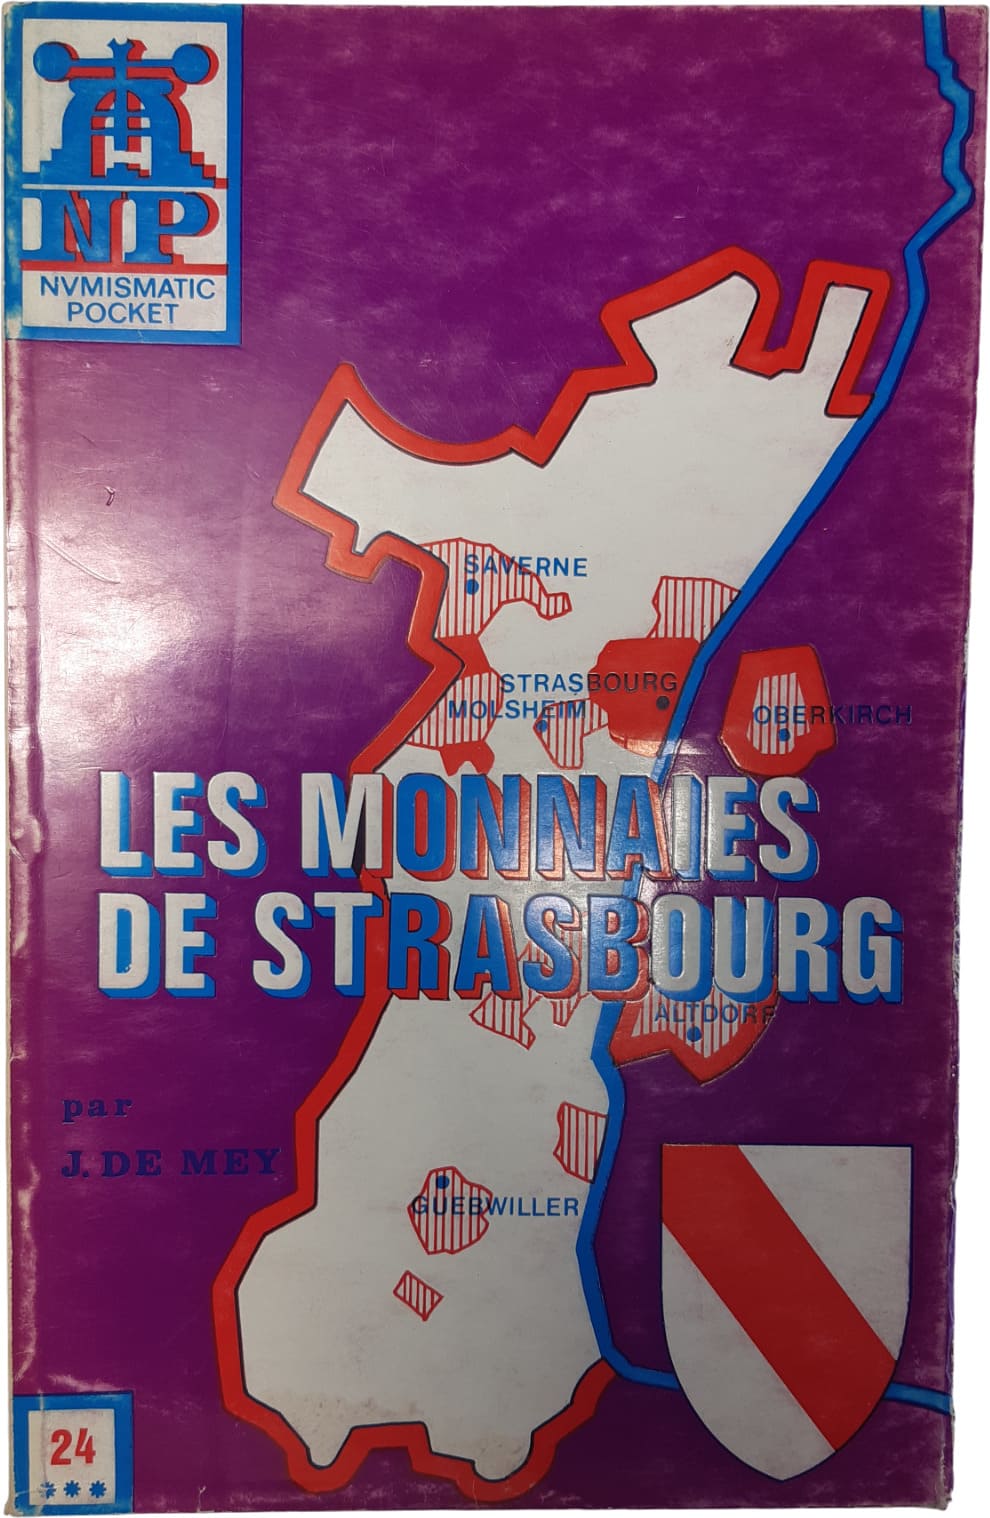 NP
NVMISMATIC
POCKET
SAVERNE
STRASBOURG
MOLSHEIM
OBERKIRCH
LES MONNAIES
DE STRASBOURG
ALTDORF
par
J. DE MEY
GUEBWILLER
24
***